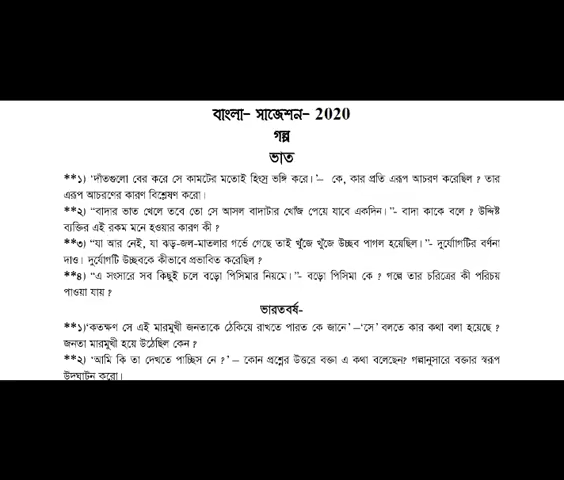 বাংলা- সাজেশন- 2020
গল্প
ভাত
**১) ‘দাঁতগুলো বের করে সে কামটের মতোই হিংস্র ভঙ্গি করে।’– কে, কার প্রতি এরূপ আচরণ করেছিল ? তার
এরূপ আচরণের কারণ বিশ্লেষণ করো।
**২) “বাদার ভাত খেলে তবে তো সে আসল বাদাটার খোঁজ পেয়ে যাবে একদিন।”- বাদা কাকে বলে ? উদ্দিষ্ট
ব্যক্তির এই রকম মনে হওয়ার কারণ কী ?
**৩) “যা আর নেই, যা ঝড়-জল-মাতলার গর্ভে গেছে তাই খুঁজে খুঁজে উচ্ছব পাগল হয়েছিল।”- দুর্যোগটির বর্ণনা
দাও। দুর্যোগটি উচ্ছবকে কীভাবে প্রভাবিত করেছিল ?
**৪) “এ সংসারে সব কিছুই চলে বড়ো পিসিমার নিয়মে।”- বড়ো পিসিমা কে ? গল্পে তার চরিত্রের কী পরিচয়
পাওয়া যায় ?
ভারতবর্ষ-
**১)‘কতক্ষণ সে এই মারমুখী জনতাকে ঠেকিয়ে রাখতে পারত কে জানে’–‘সে’ বলতে কার কথা বলা হয়েছে ?
জনতা মারমুখী হয়ে উঠেছিল কেন ?
**২) ‘আমি কি তা দেখতে পাচ্ছিস নে ?’ – কোন প্রশ্নের উত্তরে বক্তা এ কথা বলেছেন? গল্পানুসারে বক্তার স্বরূপ
উদঘাটন করো।